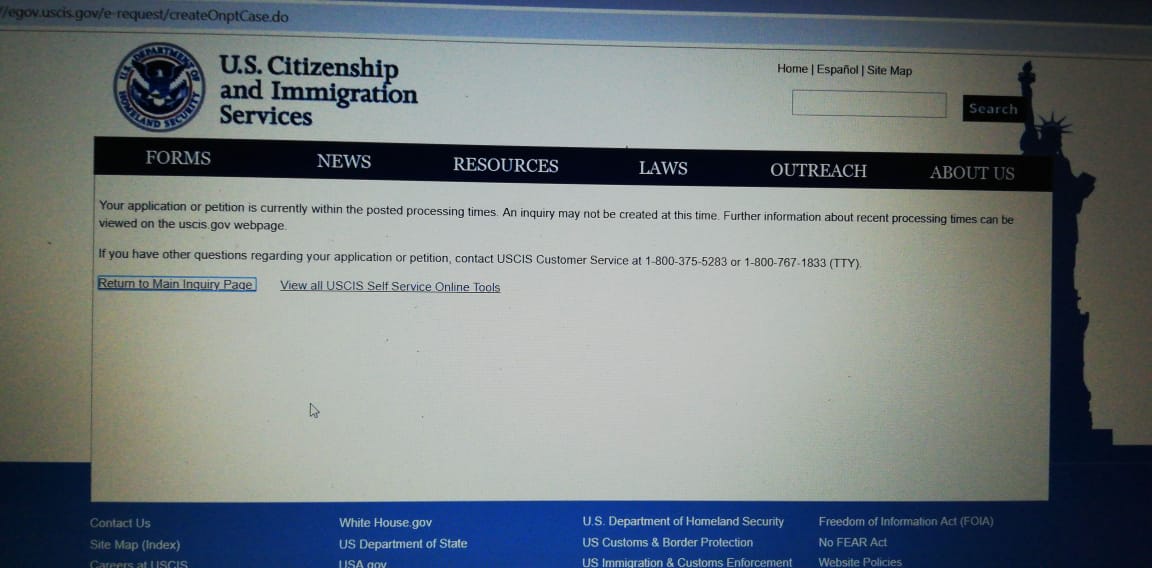 //egov.uscis.gov/e-request/createOnptCase.do
U.S. DEPARTMENT OF HOMELAND SECURITY
U.S. Citizenship
and Immigration
Services
Home | Español | Site Map
Search
FORMS NEWS RESOURCES LAWS OUTREACH ABOUT US
Your application or petition is currently within the posted processing times. An inquiry may not be created at this time. Further information about recent processing times can be
viewed on the uscis.gov webpage.
If you have other questions regarding your application or petition, contact USCIS Customer Service at 1-800-375-5283 or 1-800-767-1833 (TTY).
Return to Main Inquiry Page View all USCIS Self Service Online Tools
Contact Us White House.gov U.S. Department of Homeland Security Freedom of Information Act (FOIA)
Site Map (Index) US Department of State US Customs & Border Protection No FEAR Act
Careers at USCIS USA.gov US Immigration & Customs Enforcement Website Policies